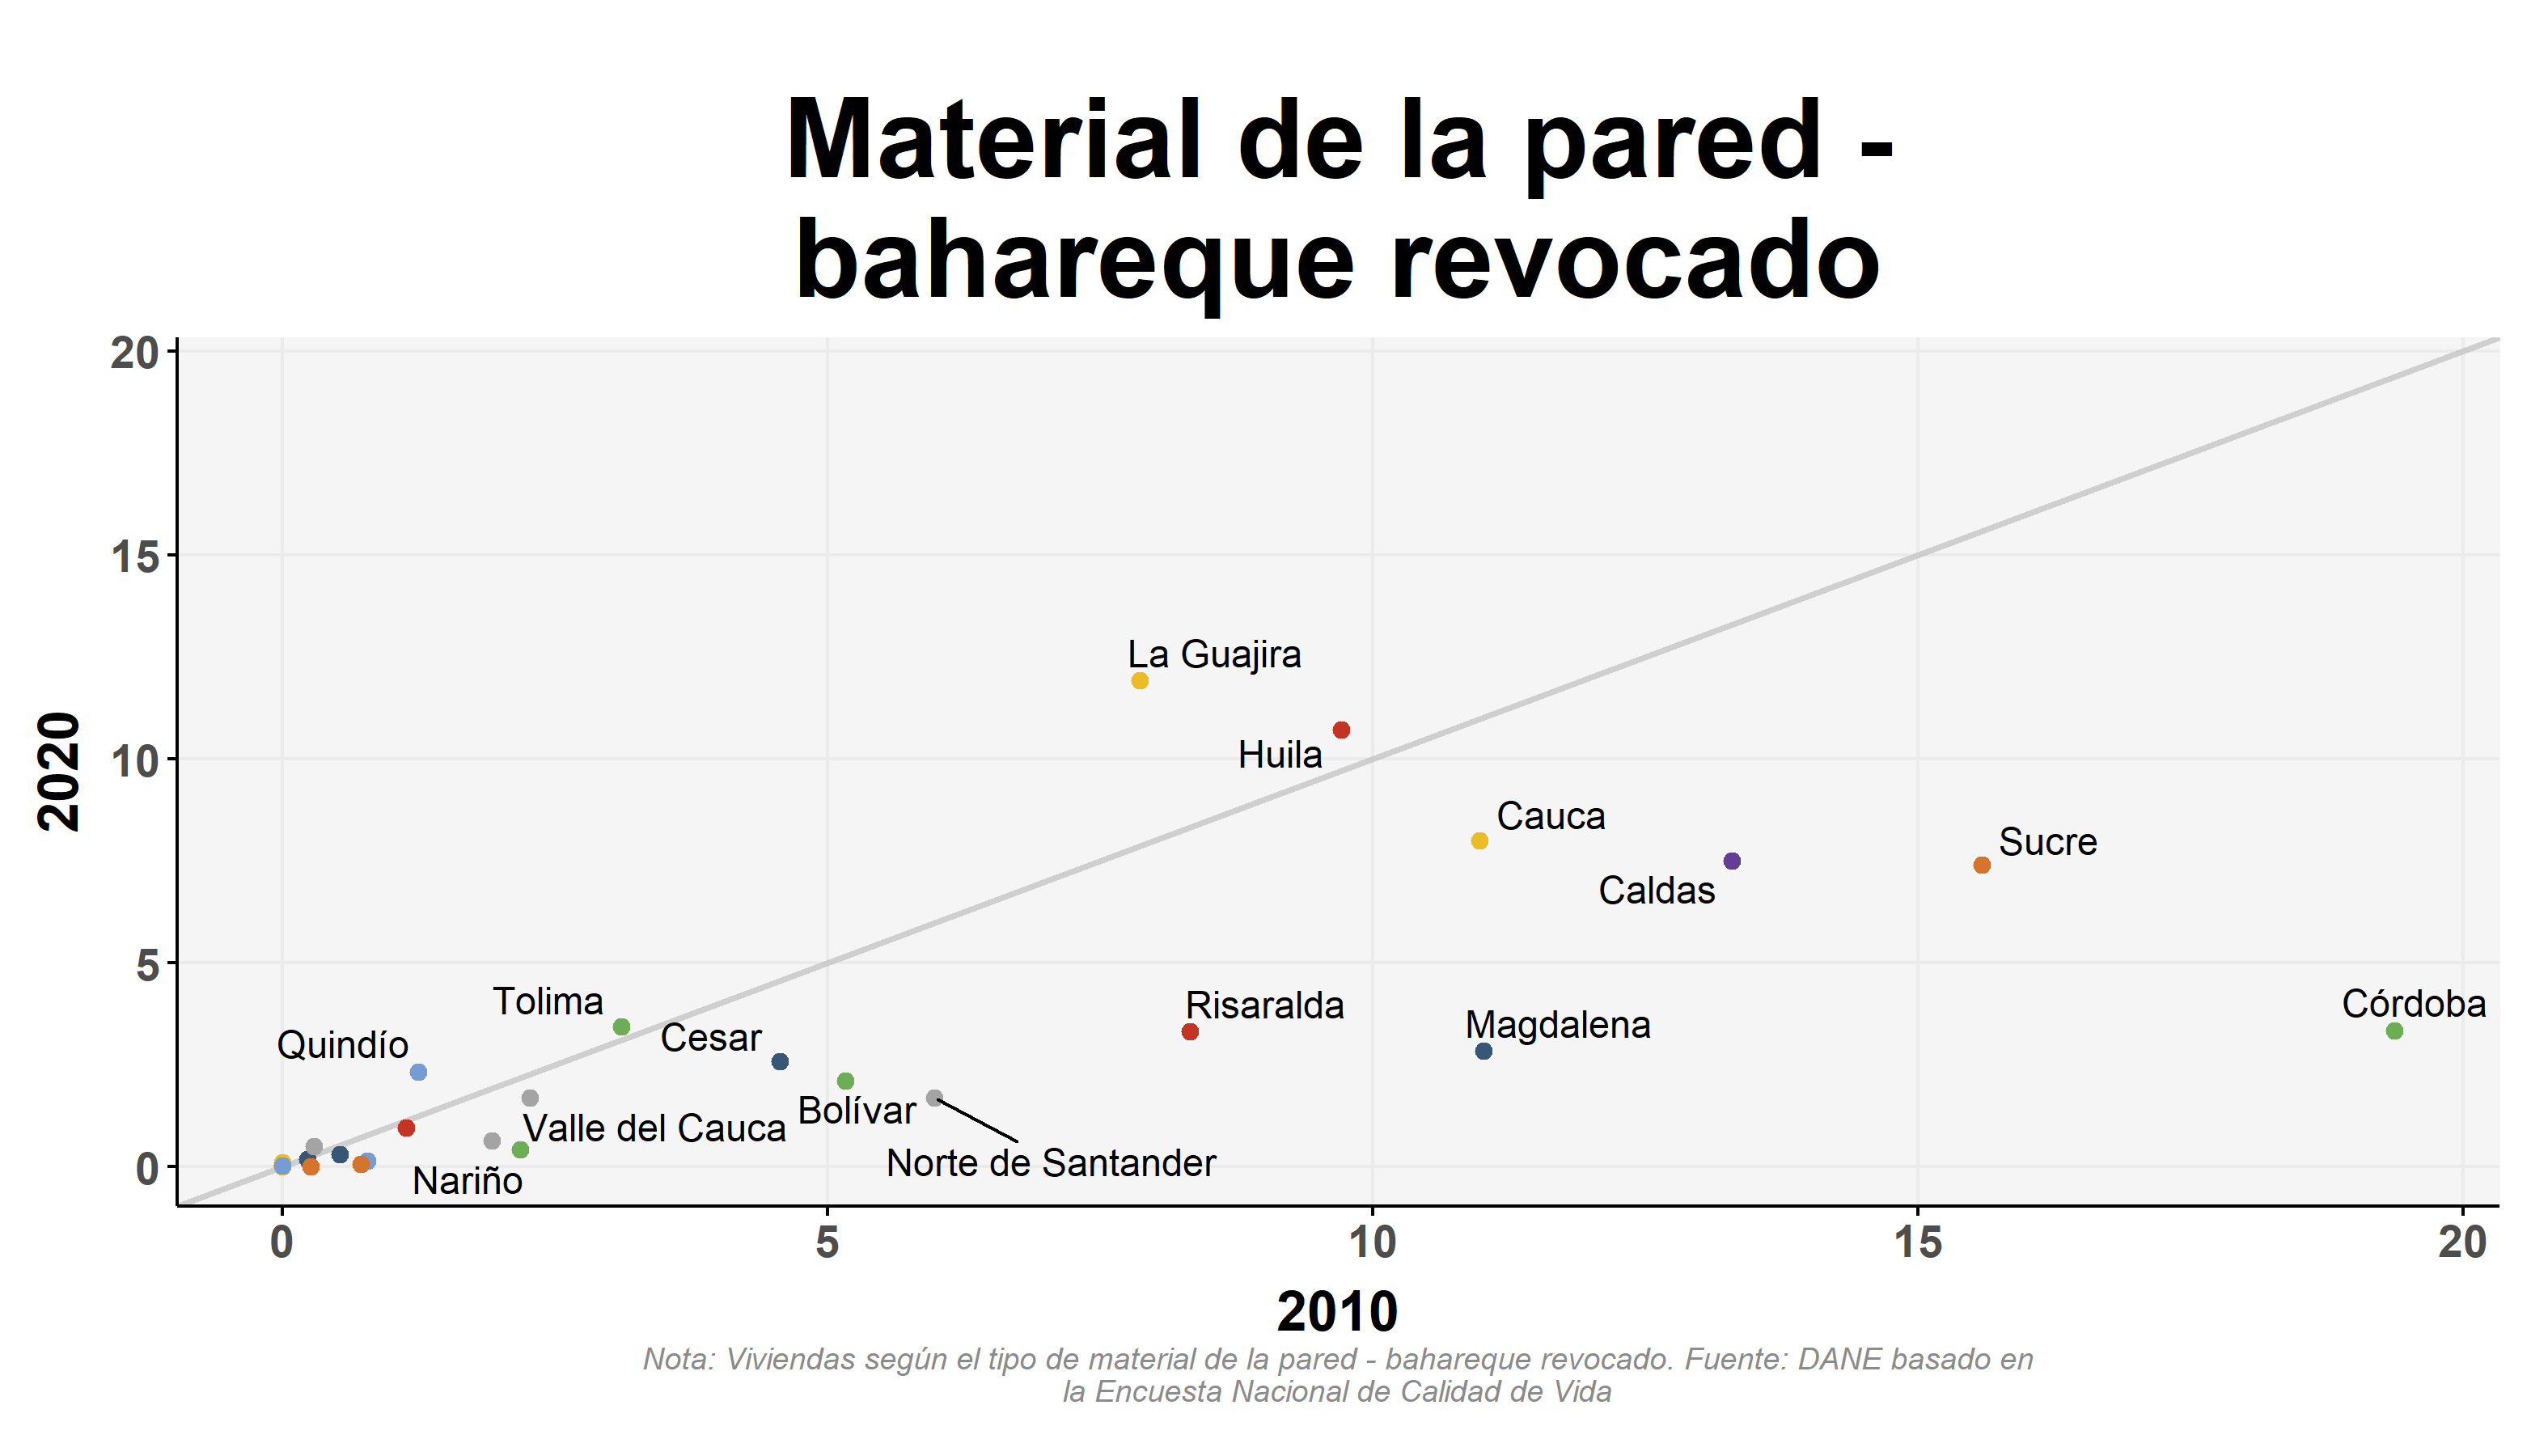 Material de la pared -
bahareque revocado
20
15
10
5
0
2020
La Guajira
Huila
Cauca
Sucre
Caldas
Tolima
Risaralda
Córdoba
Magdalena
Cesar
Quindío
Bolívar
Valle del Cauca
Norte de Santander
Nariño
0
5
10
15
20
2010
Nota: Viviendas según el tipo de material de la pared - bahareque revocado. Fuente: DANE basado en
la Encuesta Nacional de Calidad de Vida